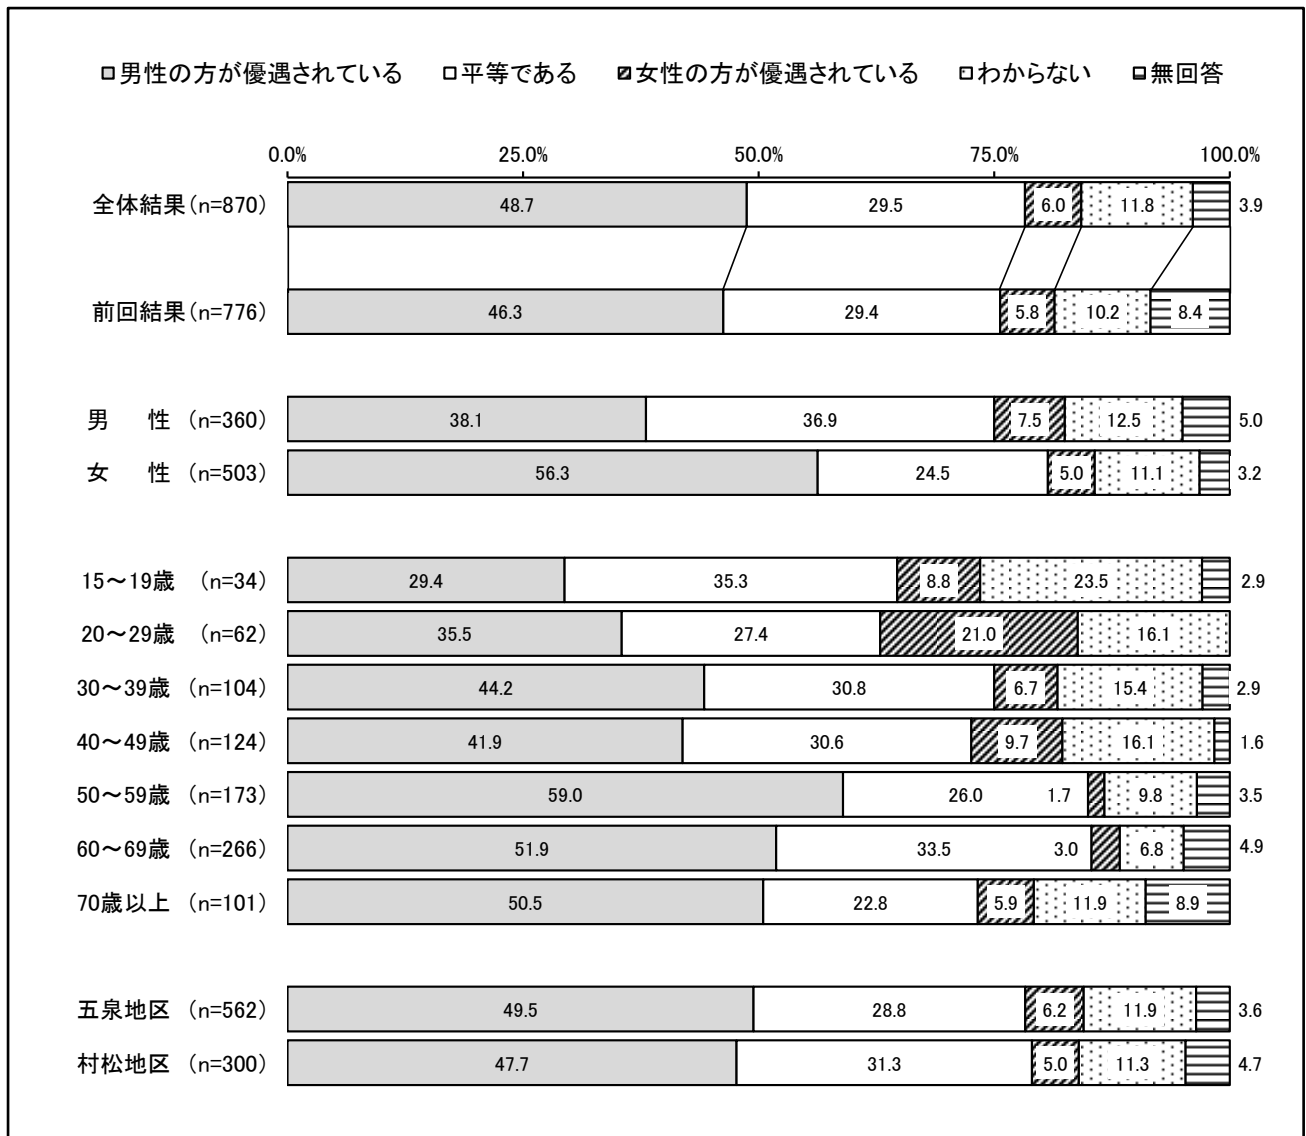 男性の方が優遇されている 平等である 女性の方が優遇されている わからない 無回答
0.0% 25.0% 50.0% 75.0% 100.0%
全体結果(n=870) 48.7 29.5 6.0 11.8 3.9
前回結果(n=776) 46.3 29.4 5.8 10.2 8.4
男 性 (n=360) 38.1 36.9 7.5 12.5 5.0
女 性 (n=503) 56.3 24.5 5.0 11.1 3.2
15～19歳 (n=34) 29.4 35.3 8.8 23.5 2.9
20～29歳 (n=62) 35.5 27.4 21.0 16.1
30～39歳 (n=104) 44.2 30.8 6.7 15.4 2.9
40～49歳 (n=124) 41.9 30.6 9.7 16.1 1.6
50～59歳 (n=173) 59.0 26.0 1.7 9.8 3.5
60～69歳 (n=266) 51.9 33.5 3.0 6.8 4.9
70歳以上 (n=101) 50.5 22.8 5.9 11.9 8.9
五泉地区 (n=562) 49.5 28.8 6.2 11.9 3.6
村松地区 (n=300) 47.7 31.3 5.0 11.3 4.7